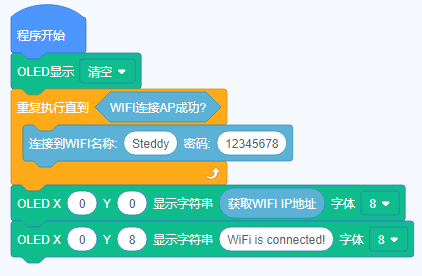 程序开始
OLED显示 清空
重复执行直到 WIFI连接AP成功?
连接到WIFI名称: Steddy 密码: 12345678
OLED X 0 Y 0 显示字符串 获取WIFI IP地址 字体 8
OLED X 0 Y 8 显示字符串 WiFi is connected! 字体 8